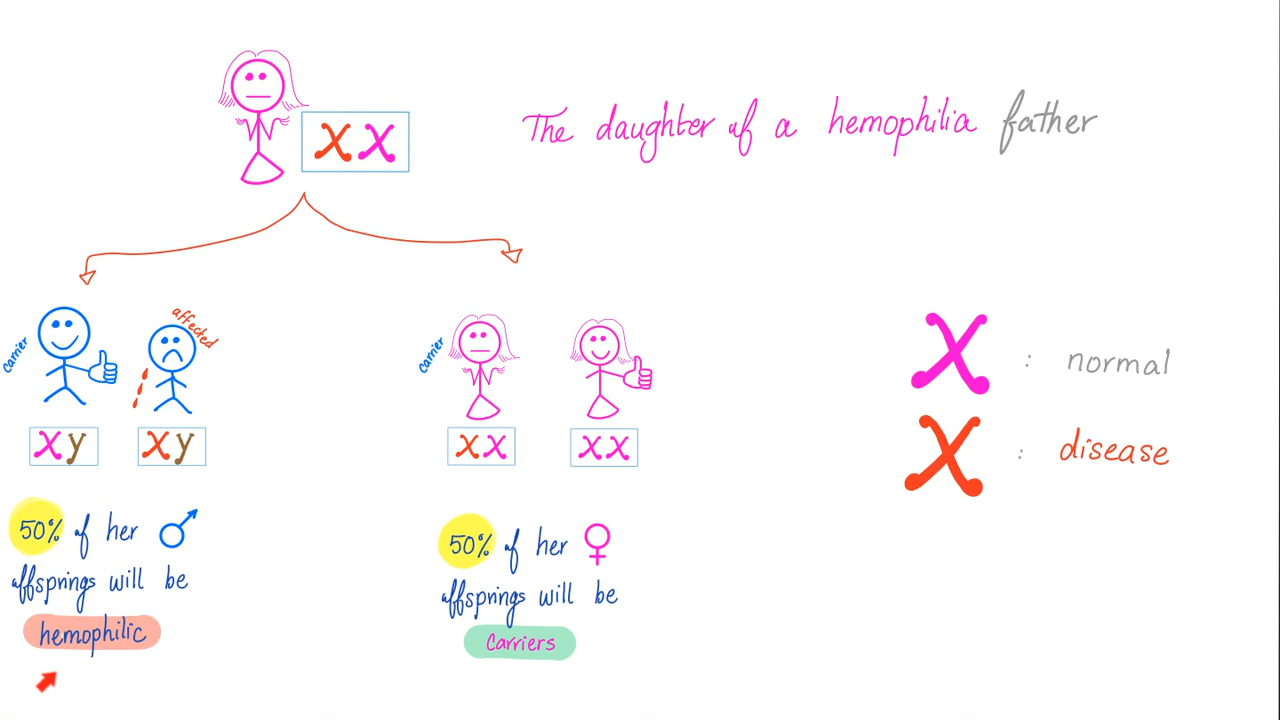 The daughter of a hemophilia father
XX
Carrier
affected
Carrier
Xy
Xy
XX
XX
X : normal
X : disease
50% of her ♂
offsprings will be
hemophilic
50% of her ♀
offsprings will be
Carriers